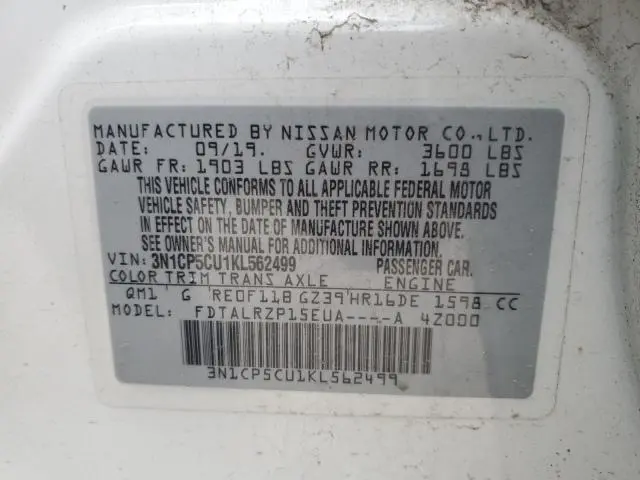 MANUFACTURED BY NISSAN MOTOR CO., LTD.
DATE: 09/19. GVWR: 3600 LBS
GAWR FR: 1903 LBS GAWR RR: 1698 LBS
THIS VEHICLE CONFORMS TO ALL APPLICABLE FEDERAL MOTOR
VEHICLE SAFETY, BUMPER AND THEFT PREVENTION STANDARDS
IN EFFECT ON THE DATE OF MANUFACTURE SHOWN ABOVE.
SEE OWNER'S MANUAL FOR ADDITIONAL INFORMATION
VIN: 3N1CP5CU1KL562499 PASSENGER CAR.
COLOR TRIM TRANS AXLE ENGINE
QM1 G RE0F11B GZ39 HR16DE 1598 CC
MODEL: FDTALRZP15EUA----A 4Z000
3N1CP5CU1KL562499